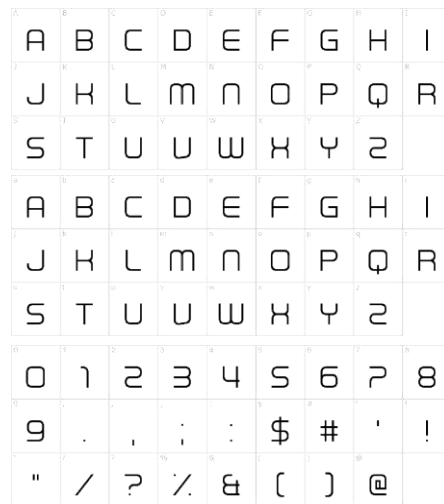 A B C D E F G H I
J K L M N O P Q R
S T U V W X Y Z
A B C D E F G H I
J K L M N O P Q R
S T U V W X Y Z
0 1 2 3 4 5 6 7 8
9 . , ; : $ # ' !
" / ? % & ( ) @